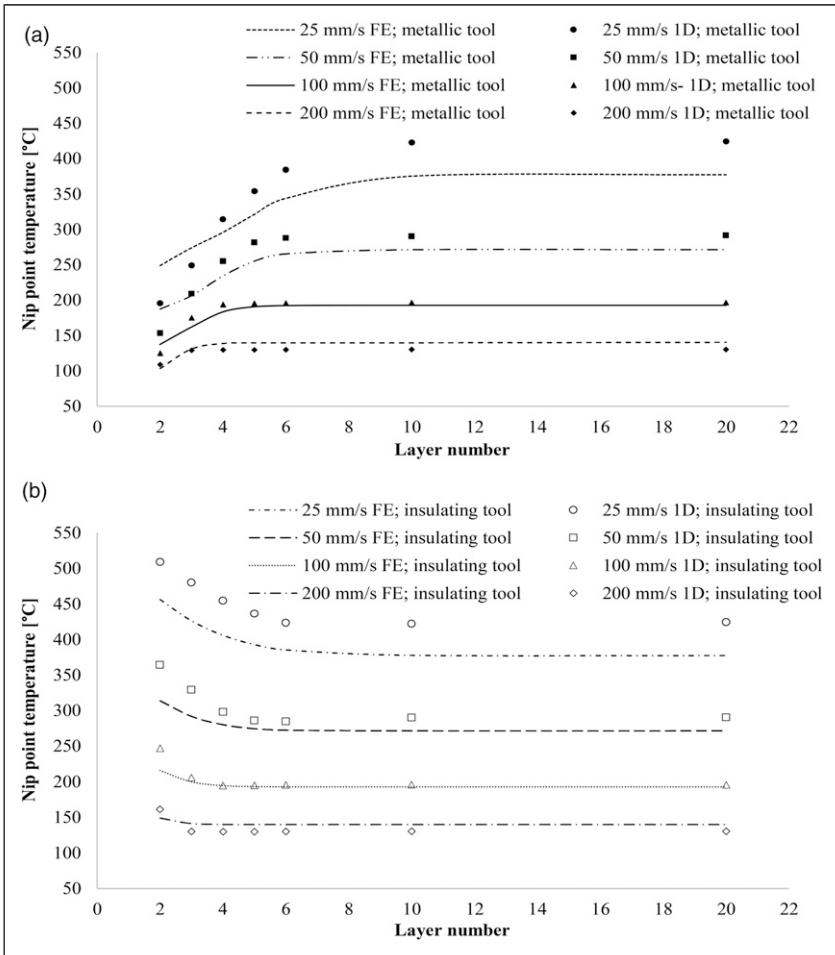 (a)
25 mm/s FE; metallic tool
25 mm/s 1D; metallic tool
50 mm/s FE; metallic tool
50 mm/s 1D; metallic tool
100 mm/s FE; metallic tool
100 mm/s- 1D; metallic tool
200 mm/s FE; metallic tool
200 mm/s 1D; metallic tool
Nip point temperature [°C]
550
500
450
400
350
300
250
200
150
100
50
0 2 4 6 8 10 12 14 16 18 20 22
Layer number
(b)
25 mm/s FE; insulating tool
25 mm/s 1D; insulating tool
50 mm/s FE; insulating tool
50 mm/s 1D; insulating tool
100 mm/s FE; insulating tool
100 mm/s 1D; insulating tool
200 mm/s FE; insulating tool
200 mm/s 1D; insulating tool
Nip point temperature [°C]
550
500
450
400
350
300
250
200
150
100
50
0 2 4 6 8 10 12 14 16 18 20 22
Layer number